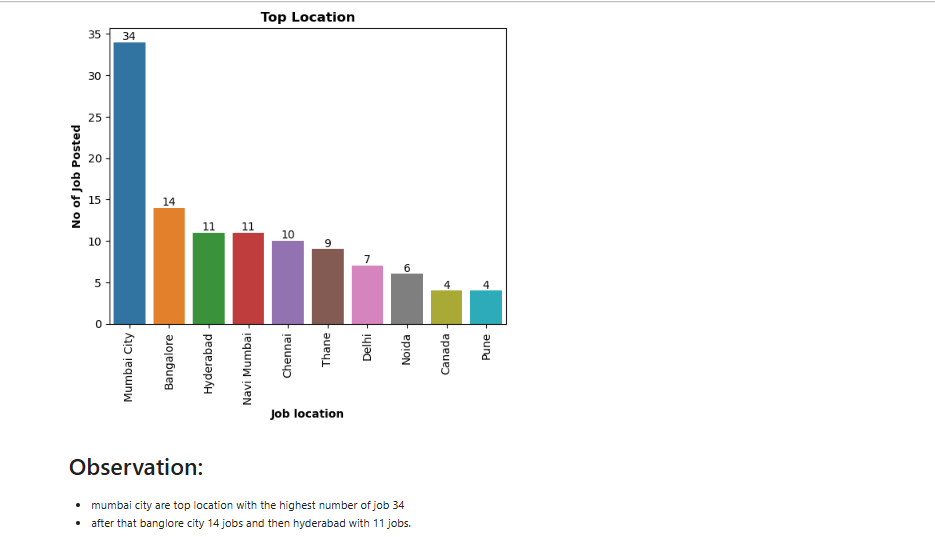 Top Location
35
30
25
20
15
10
5
0
No of Job Posted
34
14
11
11
10
9
7
6
4
4
Mumbai City
Bangalore
Hyderabad
Navi Mumbai
Chennai
Thane
Delhi
Noida
Canada
Pune
Job location
Observation:
• mumbai city are top location with the highest number of job 34
• after that banglore city 14 jobs and then hyderabad with 11 jobs.